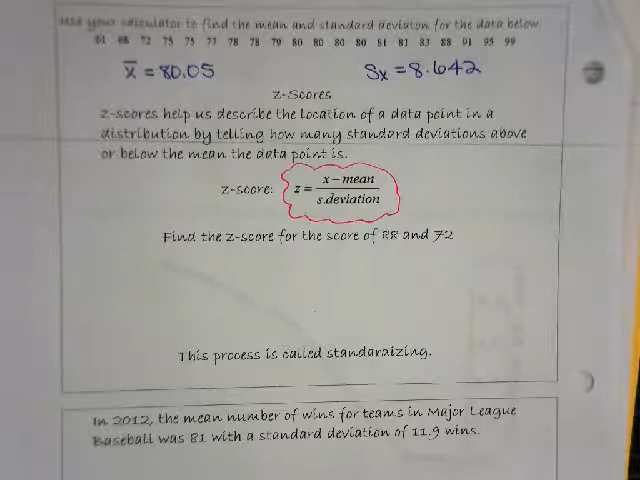 use your calculator to find the mean and standard deviaton for the data below
61 68 72 75 75 77 78 78 79 80 80 80 80 81 81 83 88 91 95 99
x̅ = 80.05 Sx = 8.642
z-Scores
z-scores help us describe the location of a data point in a
distribution by telling how many standard deviations above
or below the mean the data point is.
z-score: z = x - mean / s.deviation
Find the z-score for the score of 88 and 72
This process is called standaraizing.
In 2012, the mean number of wins for teams in Major League
Baseball was 81 with a standard deviation of 11.9 wins.